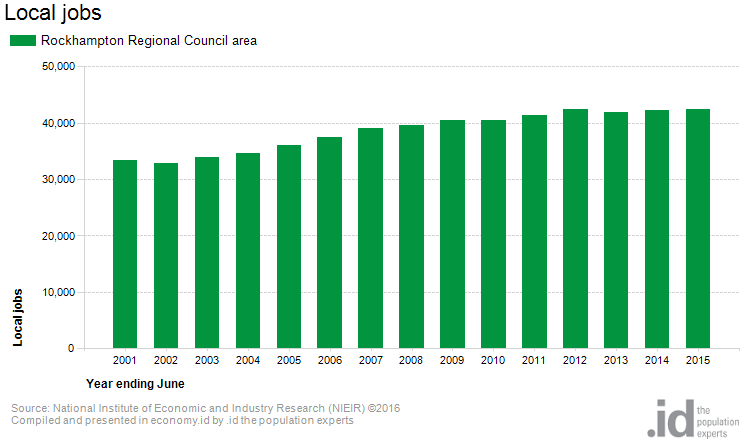 Local jobs
Rockhampton Regional Council area
50,000
40,000
30,000
20,000
10,000
0
Local jobs
2001 2002 2003 2004 2005 2006 2007 2008 2009 2010 2011 2012 2013 2014 2015
Year ending June
Source: National Institute of Economic and Industry Research (NIEIR) ©2016
Compiled and presented in economy.id by .id the population experts
.id the
population
experts